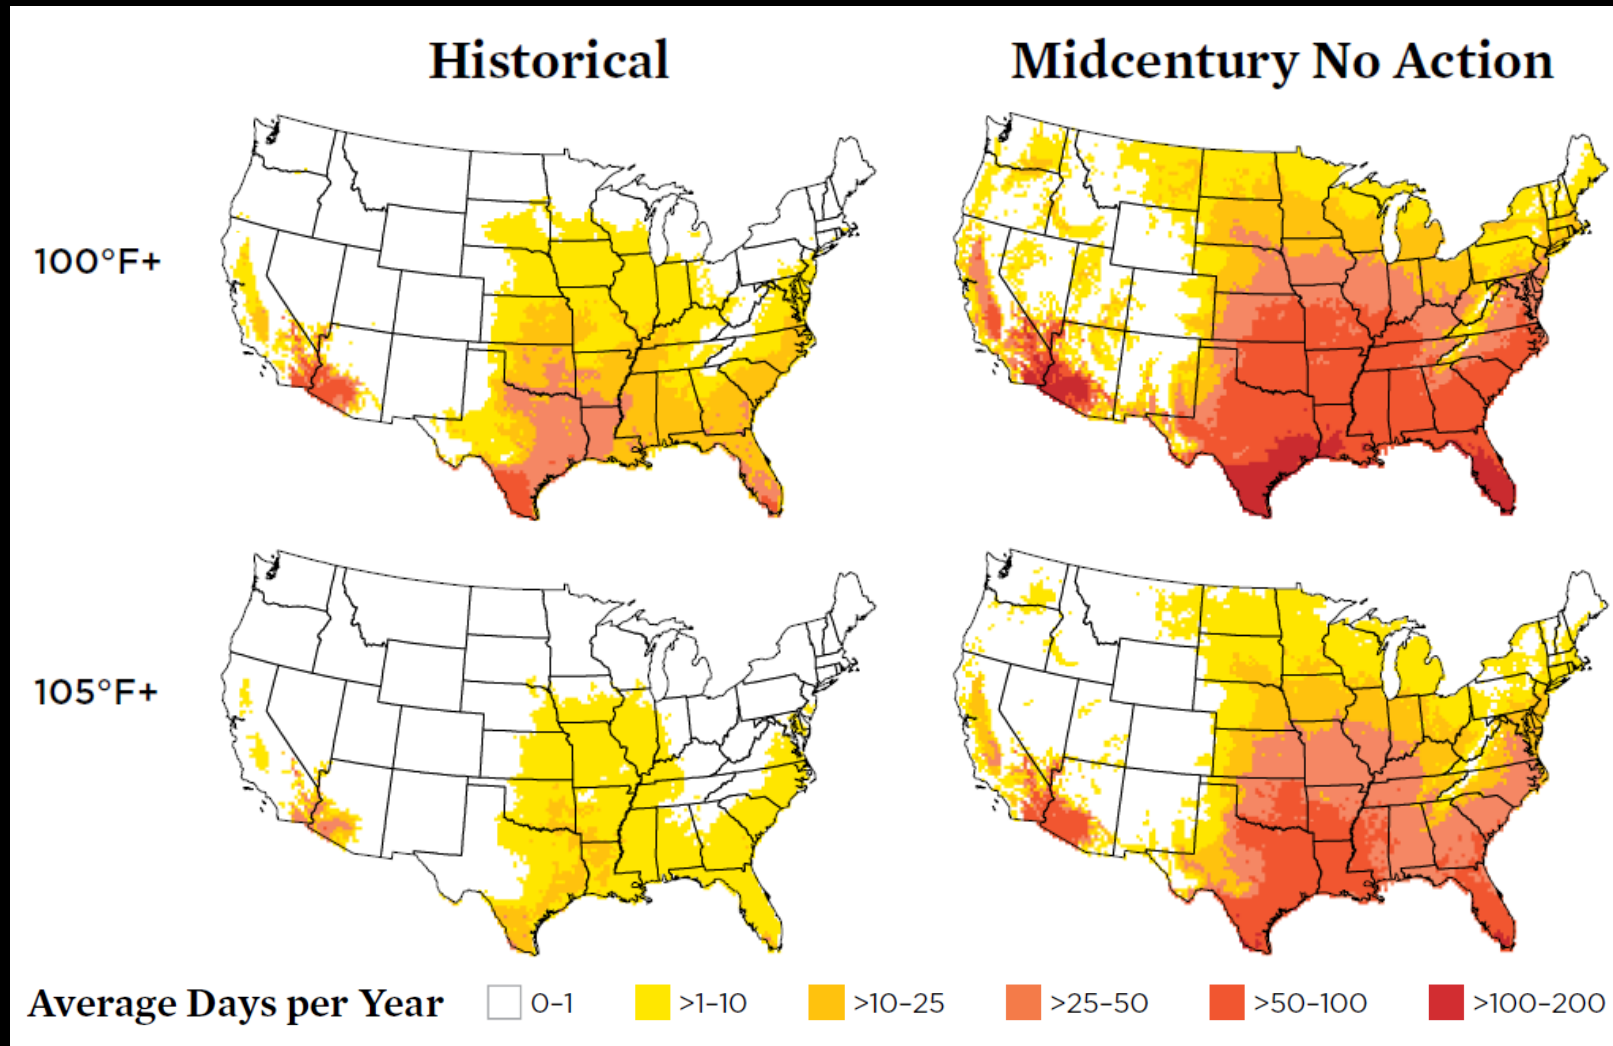 Historical
Midcentury No Action
100°F+
105°F+
Average Days per Year 0–1 >1–10 >10–25 >25–50 >50–100 >100–200